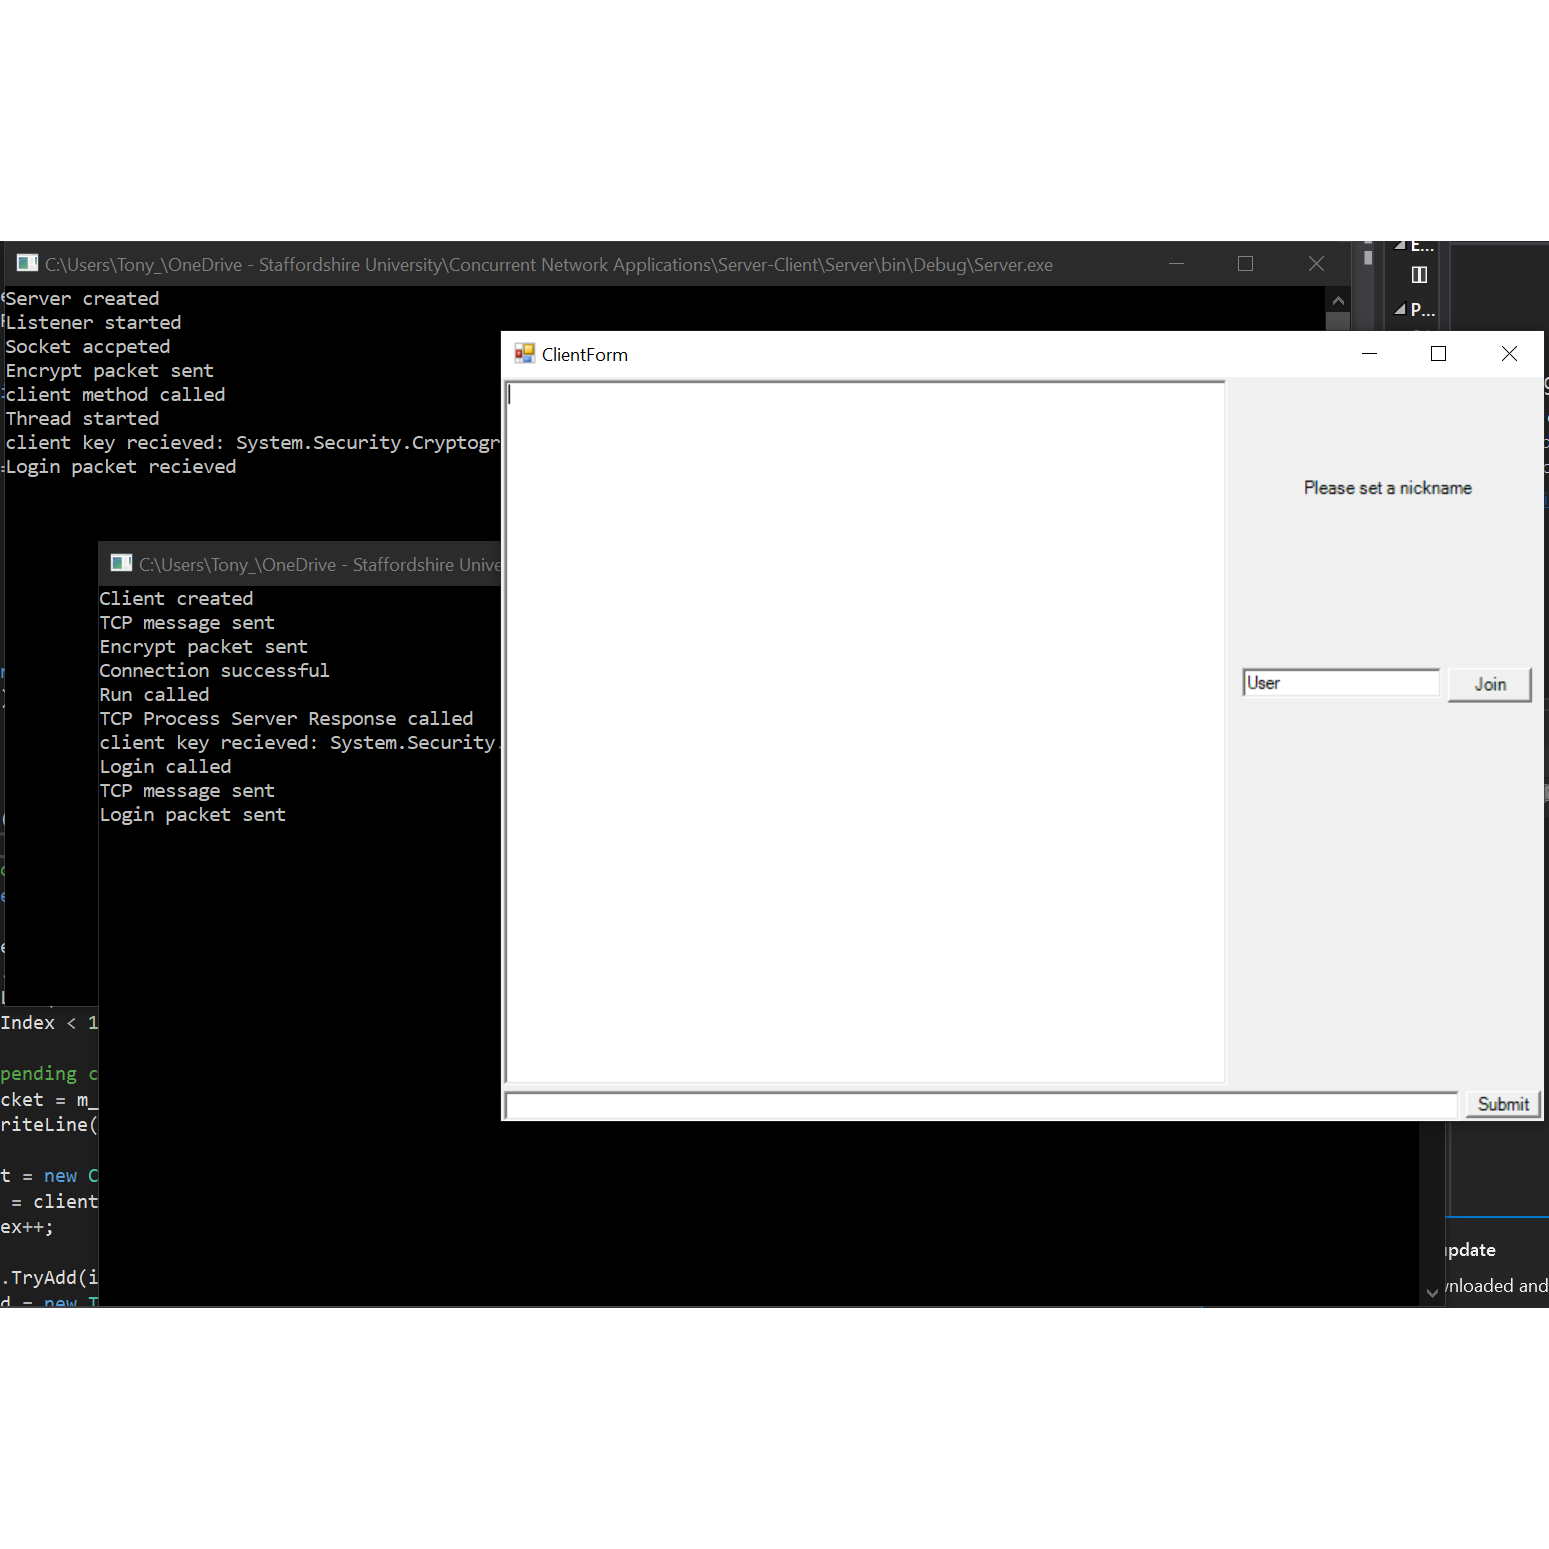 C:\Users\Tony_\OneDrive - Staffordshire University\Concurrent Network Applications\Server-Client\Server\bin\Debug\Server.exe
Server created
Listener started
Socket accpeted
Encrypt packet sent
client method called
Thread started
client key recieved: System.Security.Cryptogr
Login packet recieved
E...
P...
ClientForm
Please set a nickname
User
Join
Submit
C:\Users\Tony_\OneDrive - Staffordshire Unive
Client created
TCP message sent
Encrypt packet sent
Connection successful
Run called
TCP Process Server Response called
client key recieved: System.Security.
Login called
TCP message sent
Login packet sent
Index < 1
pending c
cket = m_
riteLine(
t = new C
= client
ex++;
.TryAdd(i
d = new T
update
nloaded and